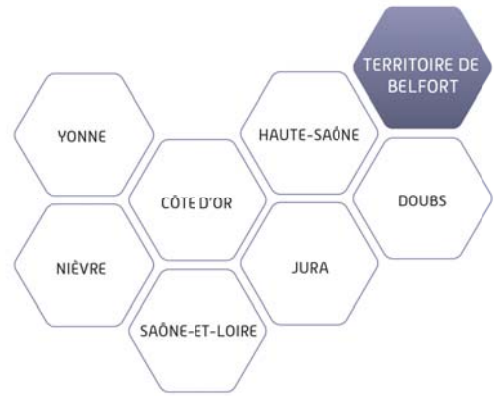 TERRITOIRE DE
BELFORT
YONNE
HAUTE-SAÔNE
CÔTE D'OR
DOUBS
NIÈVRE
JURA
SAÔNE-ET-LOIRE